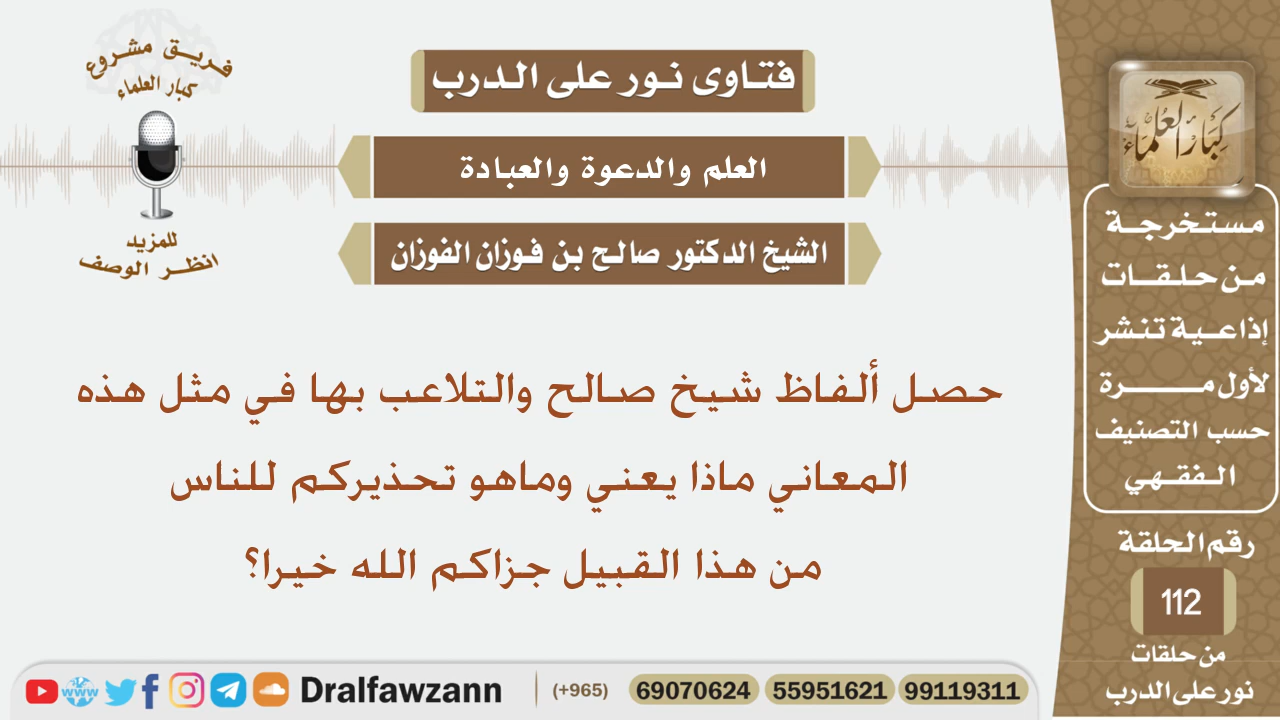 فتاوى نور على الدرب
العلم والدعوة والعبادة
الشيخ الدكتور صالح بن فوزان الفوزان
فريق مشروع
كبار العلماء
للمزيد
انظر الوصف
حصل ألفاظ شيخ صالح والتلاعب بها في مثل هذه
المعاني ماذا يعني وماهو تحذيركم للناس
من هذا القبيل جزاكم الله خيرا؟
كبار العلماء
مستخرجة
من حلقات
إذاعية تنشر
لأول مرة
حسب التصنيف
الفقهي
رقم الحلقة
112
من حلقات
نور على الدرب
www
Dralfawzann (+965) 69070624 55951621 99119311